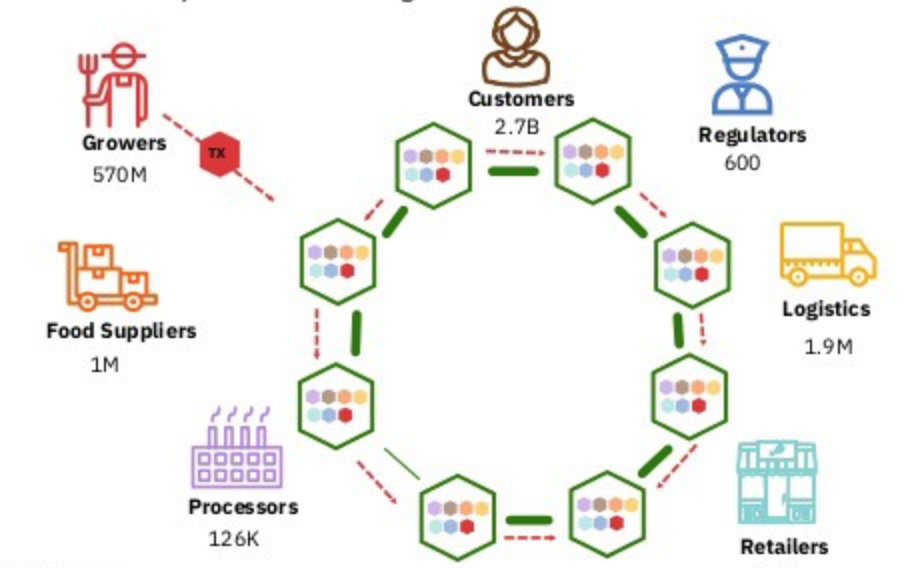 Customers
2.7B
Growers
570M
TX
Regulators
600
Food Suppliers
1M
Logistics
1.9M
Processors
126K
Retailers